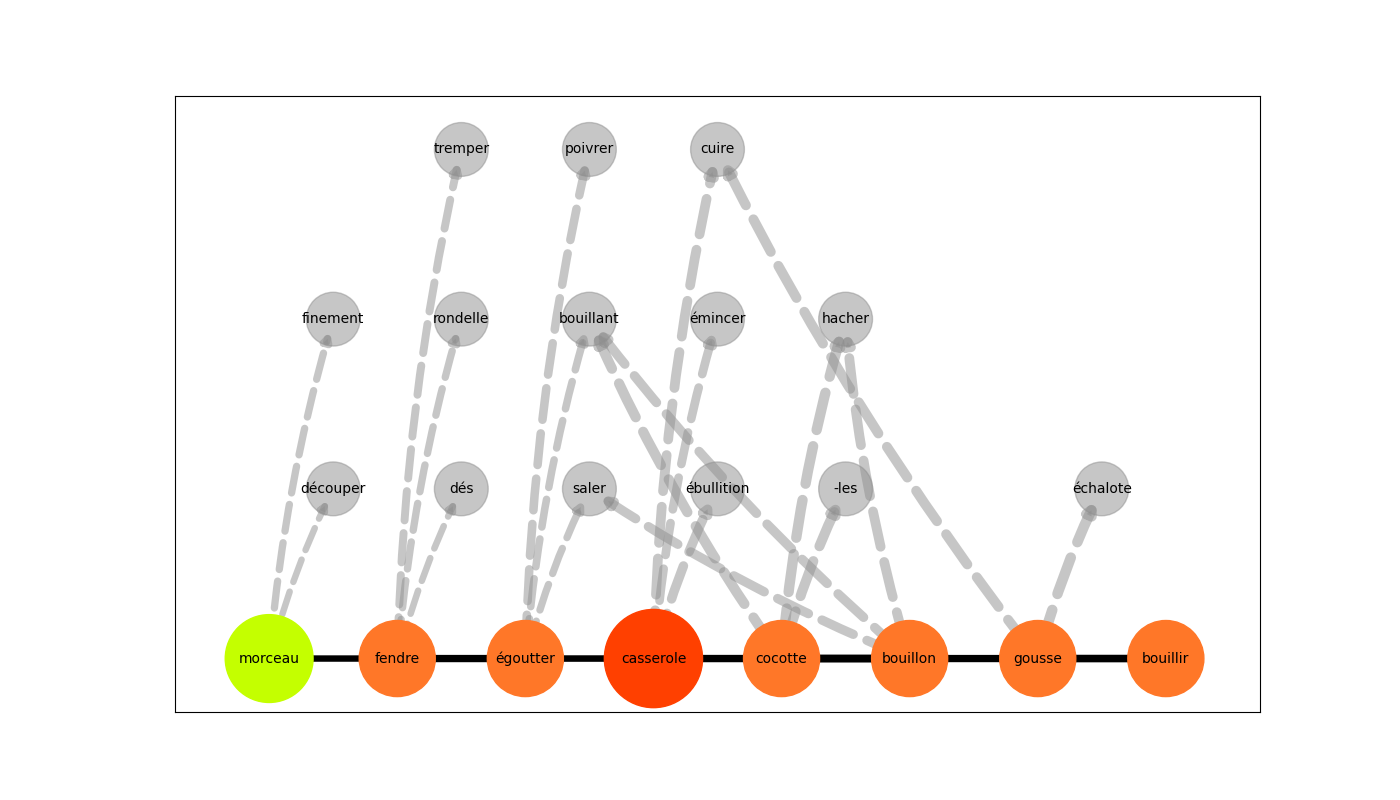 tremper poivrer cuire
finement rondelle bouillant émincer hacher
découper dés saler ébullition -les échalote
morceau fendre égoutter casserole cocotte bouillon gousse bouillir